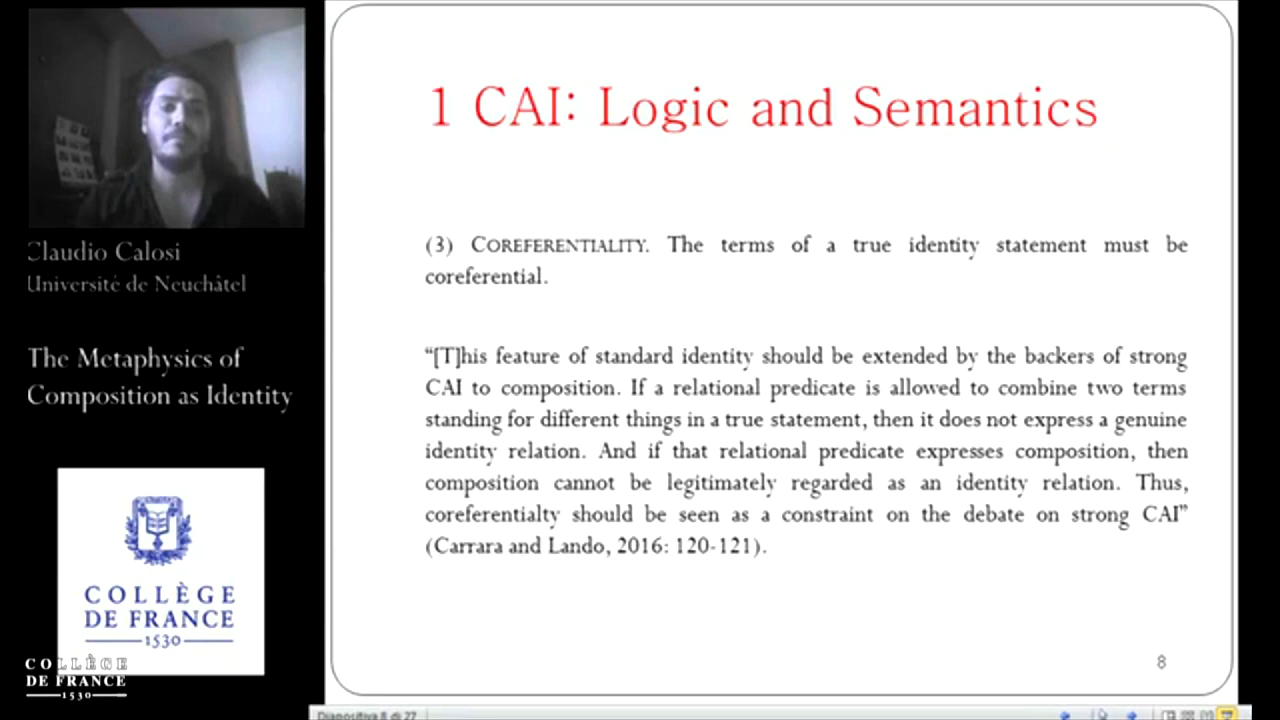 Claudio Calosi
Université de Neuchâtel
The Metaphysics of
Composition as Identity
COLLÈGE
DE FRANCE
1530
COLLÈGE
DE FRANCE
1530
1 CAI: Logic and Semantics
(3) COREFERENTIALITY. The terms of a true identity statement must be
coreferential.
“[T]his feature of standard identity should be extended by the backers of strong
CAI to composition. If a relational predicate is allowed to combine two terms
standing for different things in a true statement, then it does not express a genuine
identity relation. And if that relational predicate expresses composition, then
composition cannot be legitimately regarded as an identity relation. Thus,
coreferentialty should be seen as a constraint on the debate on strong CAI”
(Carrara and Lando, 2016: 120-121).
8
Diapositiva 8 di 27